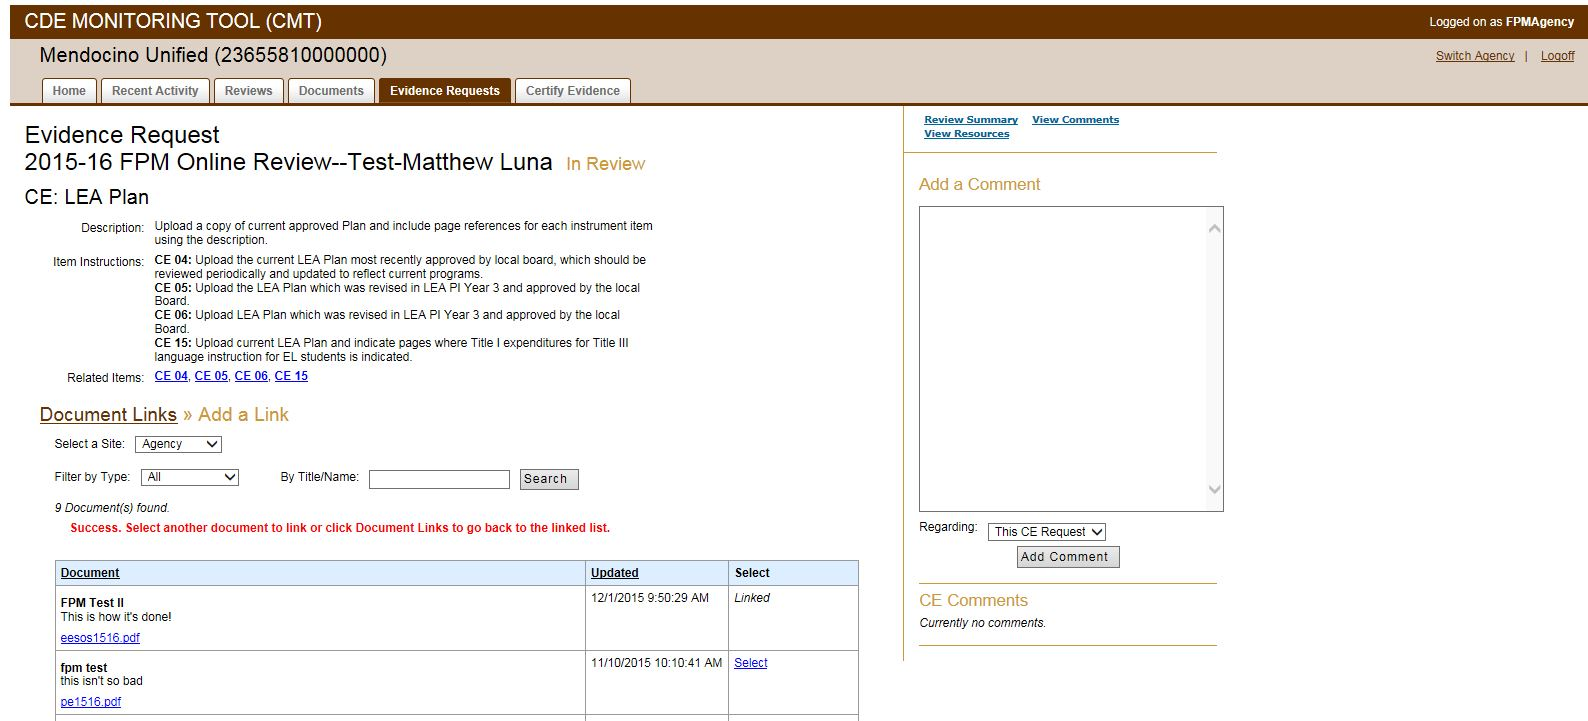 CDE MONITORING TOOL (CMT)
Logged on as FPMAgency
Mendocino Unified (23655810000000)
Switch Agency | Logoff
Home
Recent Activity
Reviews
Documents
Evidence Requests
Certify Evidence
Evidence Request
2015-16 FPM Online Review--Test-Matthew Luna In Review
CE: LEA Plan
Description: Upload a copy of current approved Plan and include page references for each instrument item
using the description.
Item Instructions: CE 04: Upload the current LEA Plan most recently approved by local board, which should be
reviewed periodically and updated to reflect current programs.
CE 05: Upload the LEA Plan which was revised in LEA PI Year 3 and approved by the local
Board.
CE 06: Upload LEA Plan which was revised in LEA PI Year 3 and approved by the local
Board.
CE 15: Upload current LEA Plan and indicate pages where Title I expenditures for Title III
language instruction for EL students is indicated.
Related Items: CE 04, CE 05, CE 06, CE 15
Document Links » Add a Link
Select a Site: Agency
Filter by Type: All By Title/Name: Search
9 Document(s) found.
Success. Select another document to link or click Document Links to go back to the linked list.
Document Updated Select
FPM Test II 12/1/2015 9:50:29 AM Linked
This is how it's done!
eesos1516.pdf
fpm test 11/10/2015 10:10:41 AM Select
this isn't so bad
pe1516.pdf
Review Summary View Comments
View Resources
Add a Comment
Regarding: This CE Request
Add Comment
CE Comments
Currently no comments.